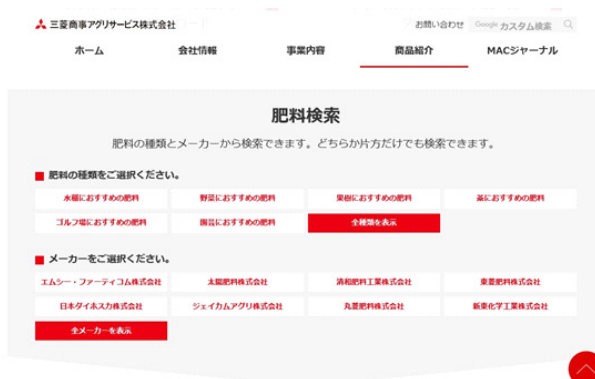 三菱商事アグリサービス株式会社
お問い合わせ Google カスタム検索
ホーム 会社情報 事業内容 商品紹介 MACジャーナル
肥料検索
肥料の種類とメーカーから検索できます。どちらか片方だけでも検索できます。
肥料の種類をご選択ください。
水稲におすすめの肥料 野菜におすすめの肥料 果樹におすすめの肥料 茶におすすめの肥料
ゴルフ場におすすめの肥料 園芸におすすめの肥料 全種類を表示
メーカーをご選択ください。
エムシー・ファーティコム株式会社 太陽肥料株式会社 清和肥料工業株式会社 東菱肥料株式会社
日本ダイネスカ株式会社 ジェイカムアグリ株式会社 丸菱肥料株式会社 新東化学工業株式会社
全メーカーを表示